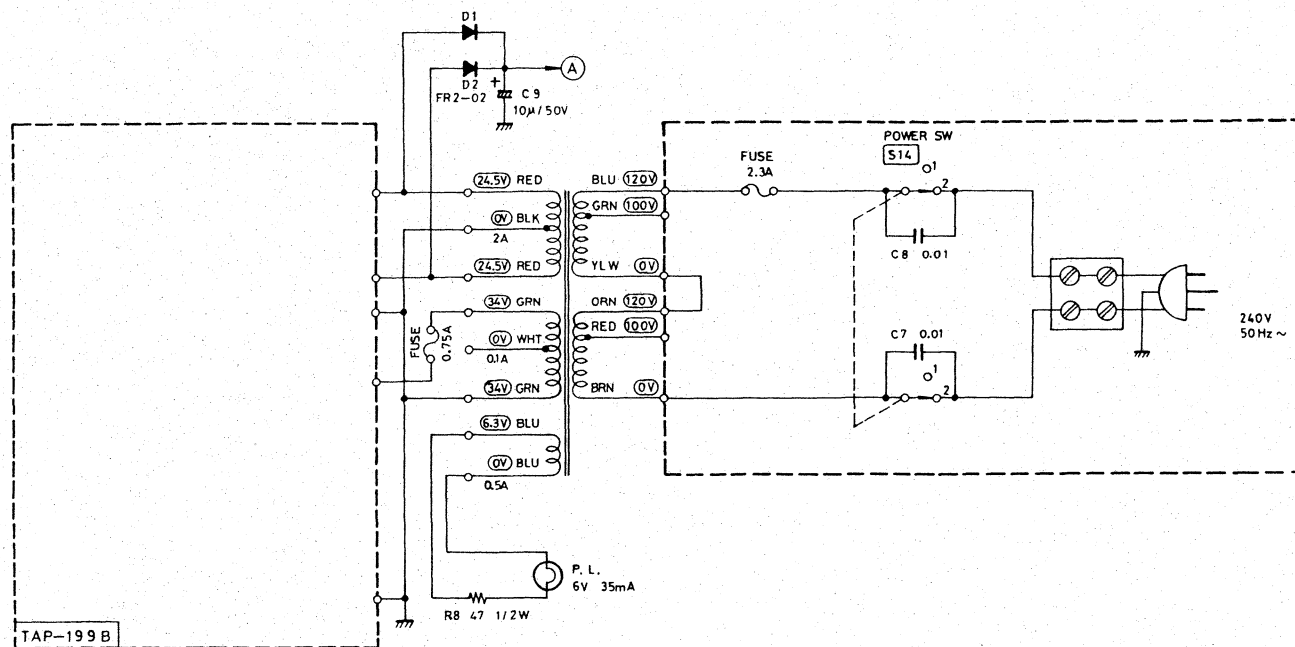 D1
D2
FR2-02
+
C9
10μ/50V
A
POWER SW
S14
1
2
FUSE
2.3A
24.5V RED
BLU 120V
GRN 100V
0V BLK
2A
C8 0.01
24.5V RED
YLW 0V
34V GRN
ORN 120V
RED 100V
FUSE
0.75A
0V WHT
0.1A
240V
50Hz ~
C7 0.01
1
2
34V GRN
BRN 0V
6.3V BLU
0V BLU
0.5A
P. L.
6V 35mA
R8 47 1/2W
TAP-199B